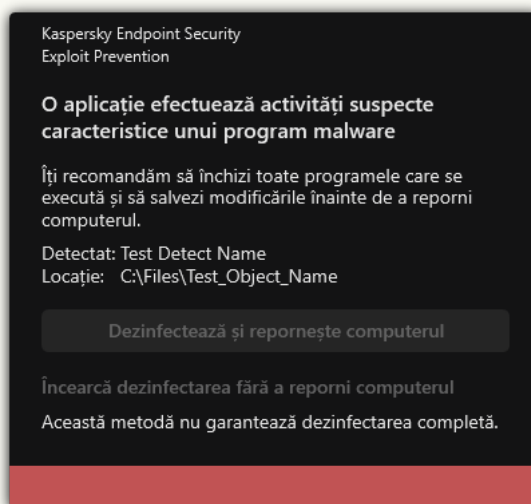 Kaspersky Endpoint Security
Exploit Prevention
O aplicație efectuează activități suspecte
caracteristice unui program malware
Îți recomandăm să închizi toate programele care se
execută și să salvezi modificările înainte de a reporni
computerul.
Detectat: Test Detect Name
Locație: C:\Files\Test_Object_Name
Dezinfectează și repornește computerul
Încearcă dezinfectarea fără a reporni computerul
Această metodă nu garantează dezinfectarea completă.